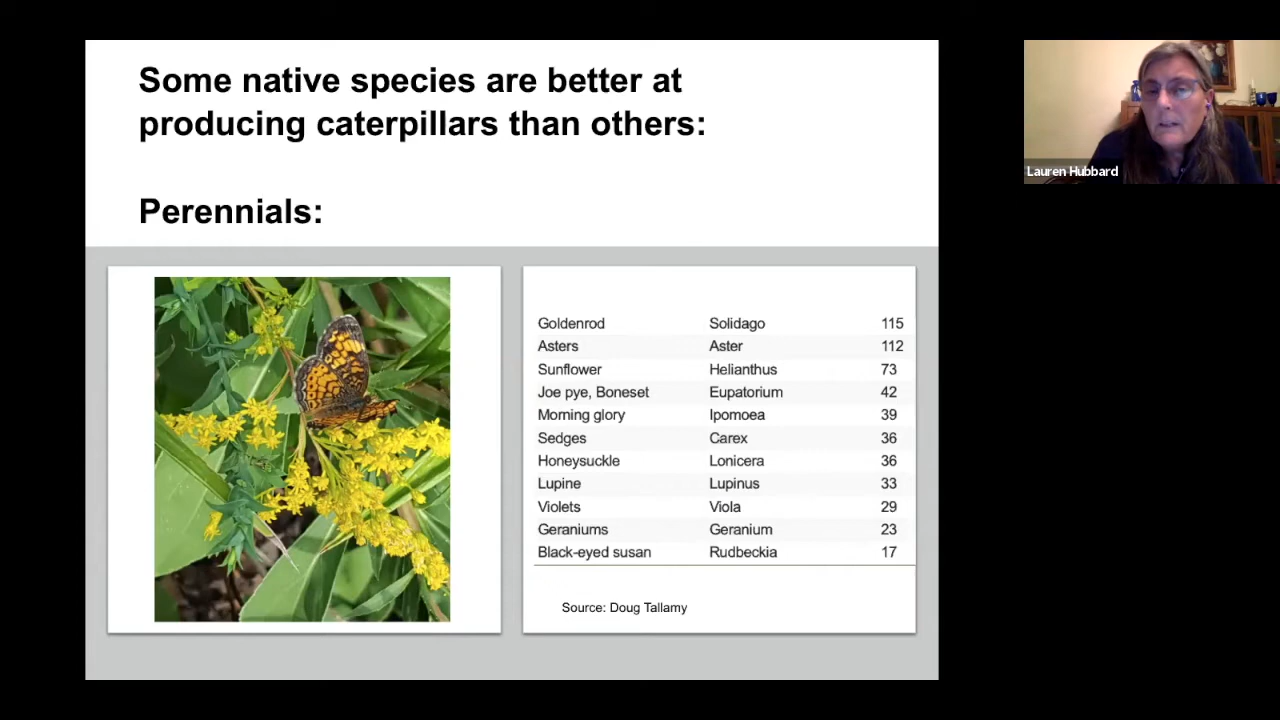 Some native species are better at
producing caterpillars than others:
Perennials:
Goldenrod Solidago 115
Asters Aster 112
Sunflower Helianthus 73
Joe pye, Boneset Eupatorium 42
Morning glory Ipomoea 39
Sedges Carex 36
Honeysuckle Lonicera 36
Lupine Lupinus 33
Violets Viola 29
Geraniums Geranium 23
Black-eyed susan Rudbeckia 17
Source: Doug Tallamy
Lauren Hubbard